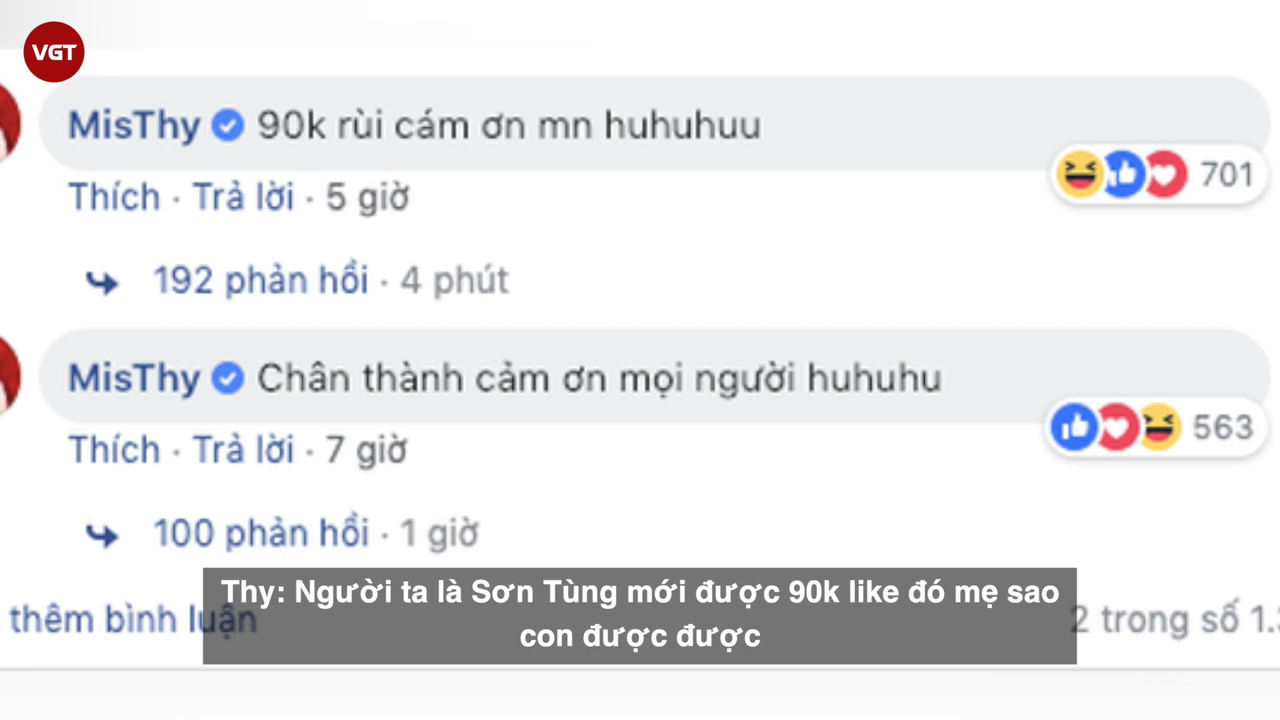 VGT
MisThy 90k rùi cám ơn mn huhuhuu
701
Thích · Trả lời · 5 giờ
192 phản hồi · 4 phút
MisThy Chân thành cảm ơn mọi người huhuhu
563
Thích · Trả lời · 7 giờ
100 phản hồi · 1 giờ
Thy: Người ta là Sơn Tùng mới được 90k like đó mẹ sao
con được được
thêm bình luận
2 trong số 1.